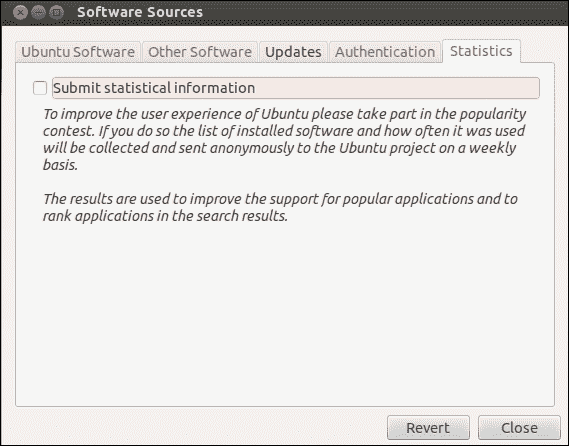 Software Sources
Ubuntu Software Other Software Updates Authentication Statistics
Submit statistical information
To improve the user experience of Ubuntu please take part in the popularity
contest. If you do so the list of installed software and how often it was used
will be collected and sent anonymously to the Ubuntu project on a weekly
basis.
The results are used to improve the support for popular applications and to
rank applications in the search results.
Revert Close